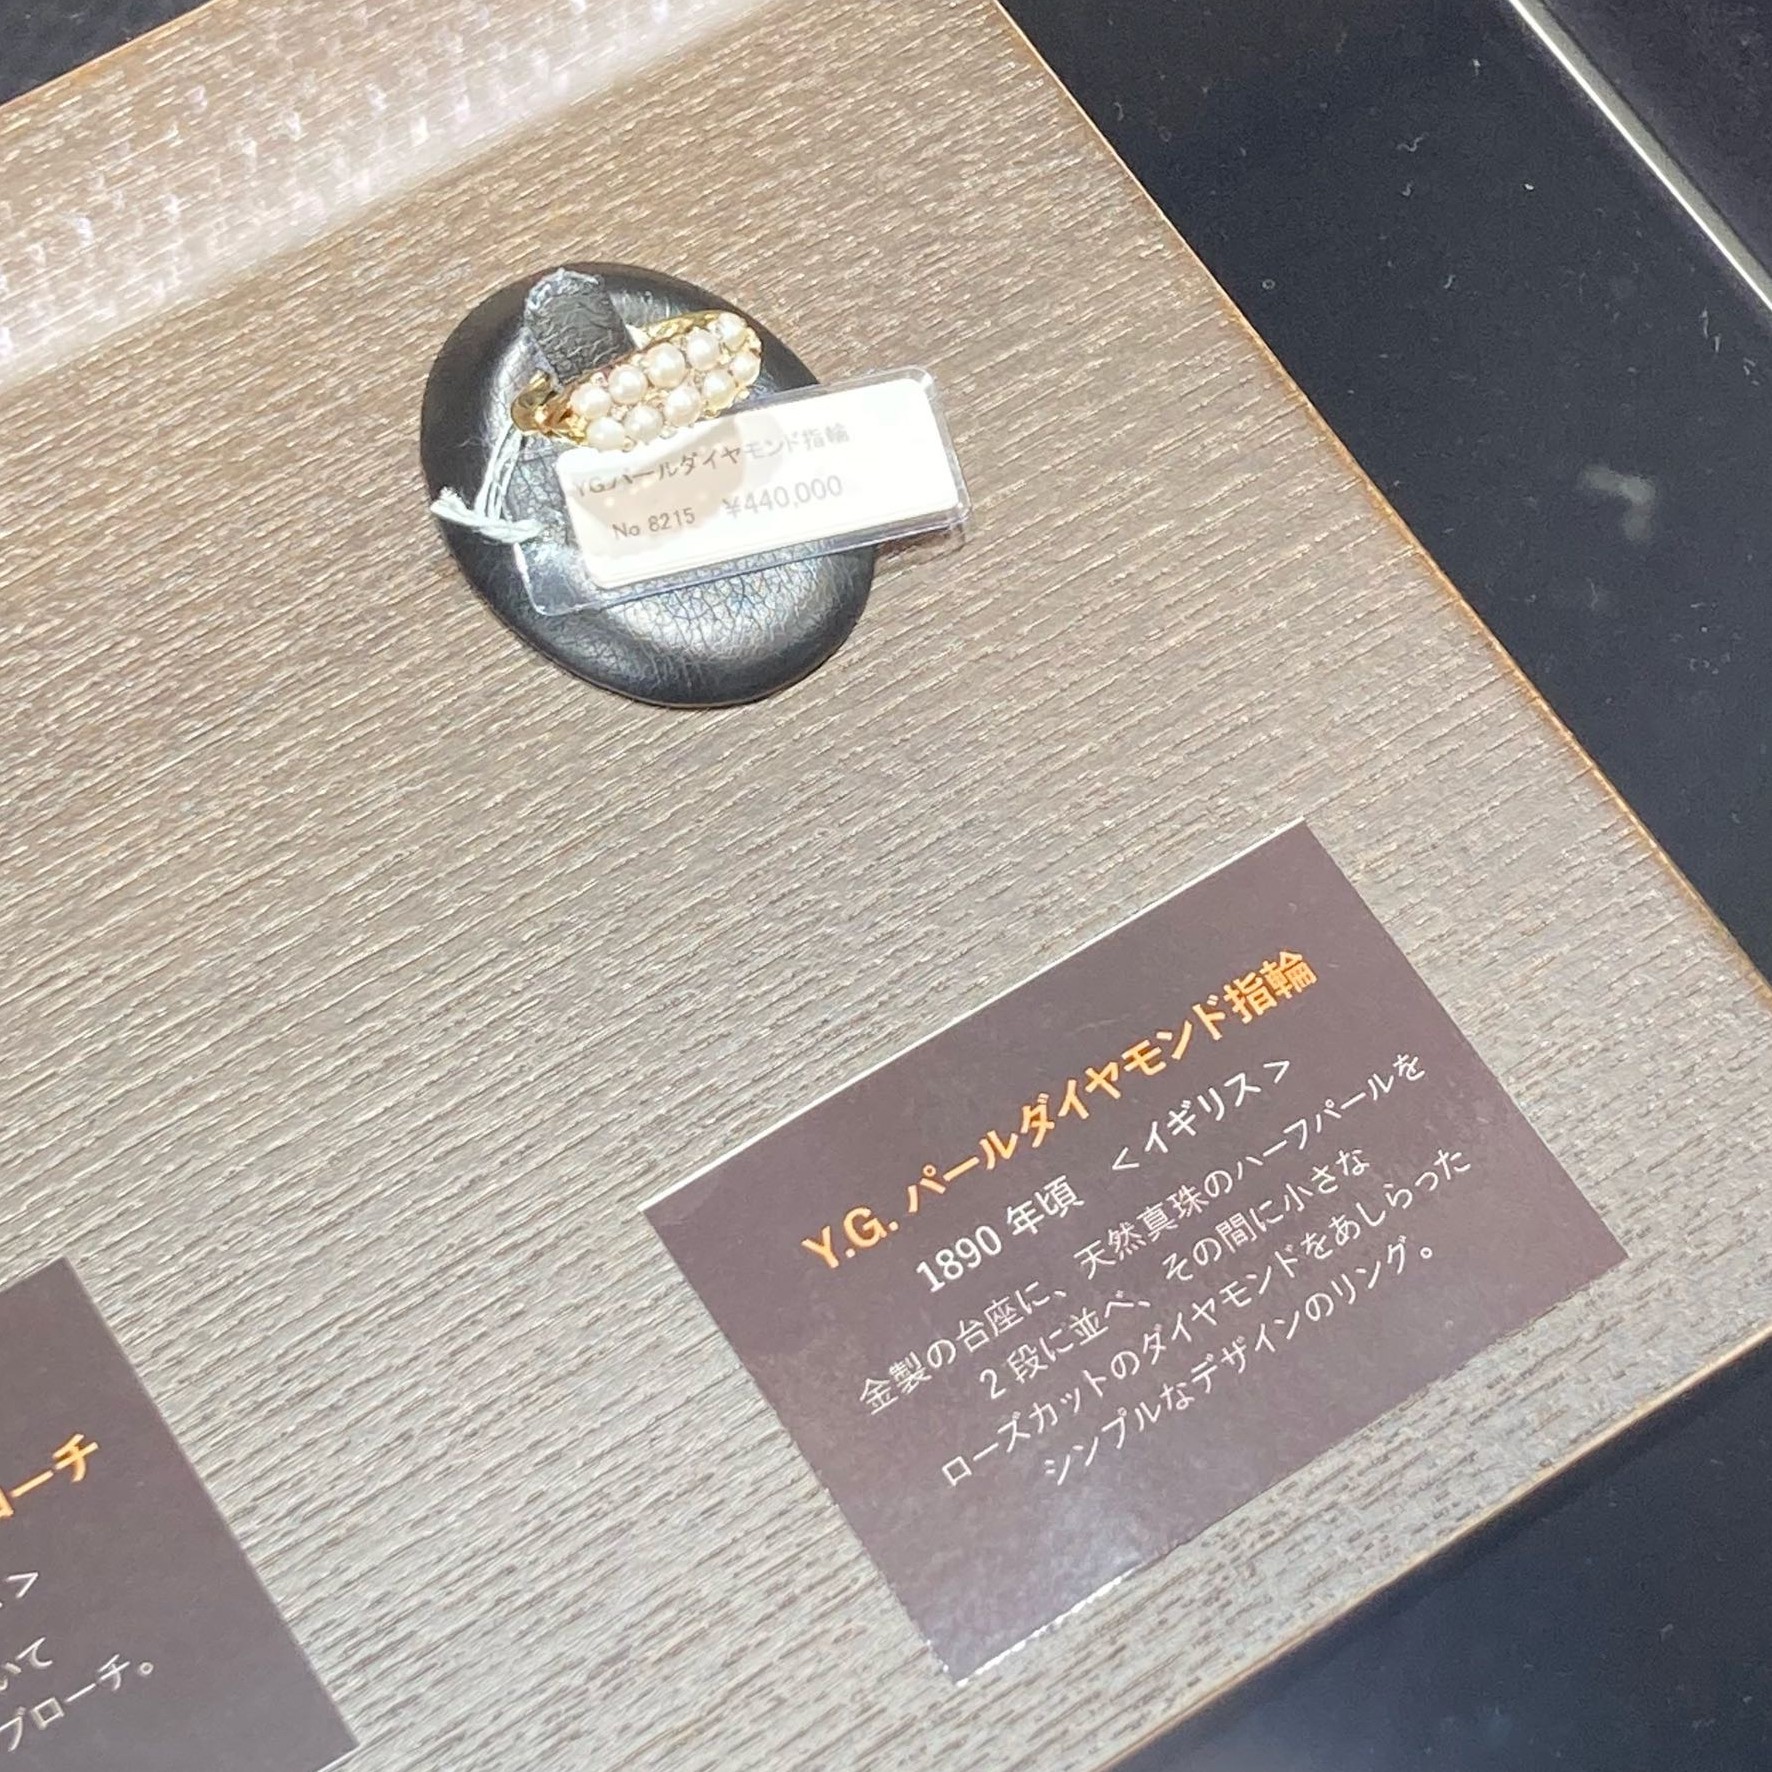 YG パールダイヤモンド指輪
No 8215 ¥440,000
Y.G. パールダイヤモンド指輪
1890 年頃 <イギリス>
金製の台座に、天然真珠のハーフパールを
2 段に並べ、その間に小さな
ローズカットのダイヤモンドをあしらった
シンプルなデザインのリング。
ローチ
>
いて
ブローチ。